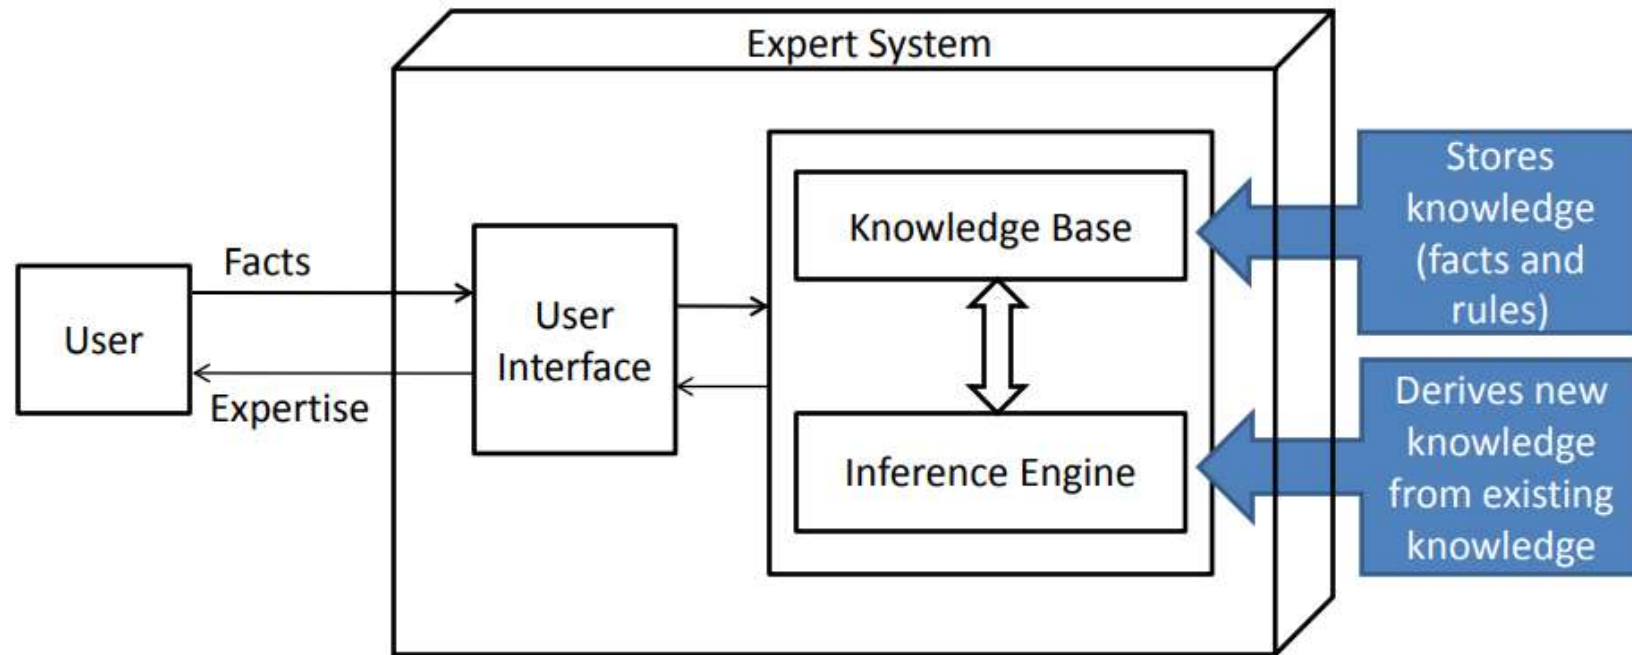 Expert System
User
Facts
Expertise
User
Interface
Knowledge Base
Inference Engine
Stores
knowledge
(facts and
rules)
Derives new
knowledge
from existing
knowledge